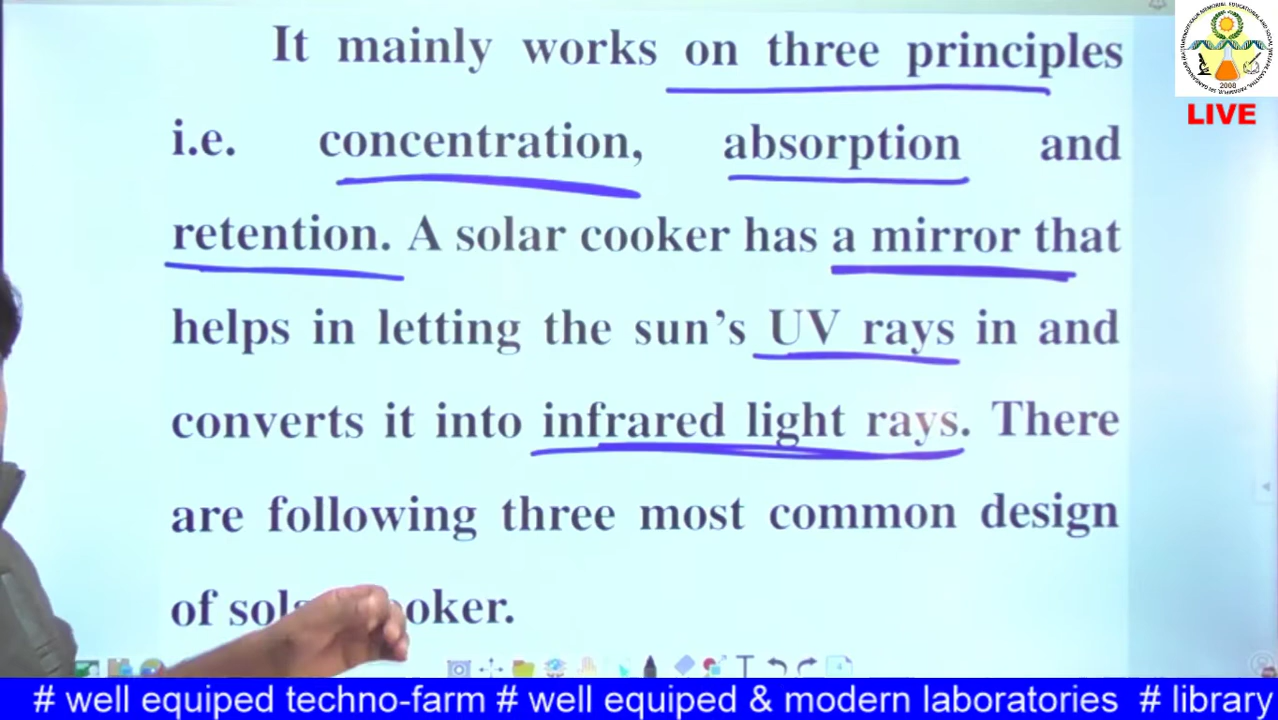 It mainly works on three principles
i.e. concentration, absorption and
retention. A solar cooker has a mirror that
helps in letting the sun's UV rays in and
converts it into infrared light rays. There
are following three most common design
of
2008
LIVE
# well equiped techno-farm # well equiped & modern laboratories # library